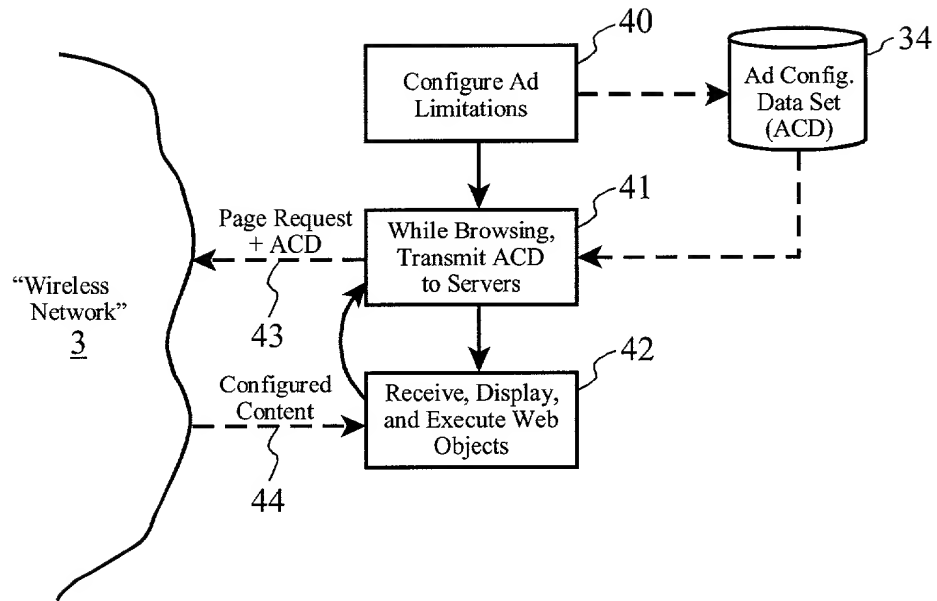 40
34
Configure Ad
Limitations
Ad Config.
Data Set
(ACD)
41
Page Request
+ ACD
While Browsing,
Transmit ACD
to Servers
"Wireless
Network"
3
43
42
Configured
Content
Receive, Display,
and Execute Web
Objects
44